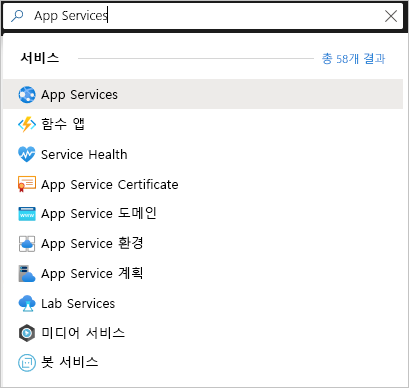 App Services
서비스 총 58개 결과
App Services
함수 앱
Service Health
App Service Certificate
App Service 도메인
App Service 환경
App Service 계획
Lab Services
미디어 서비스
봇 서비스